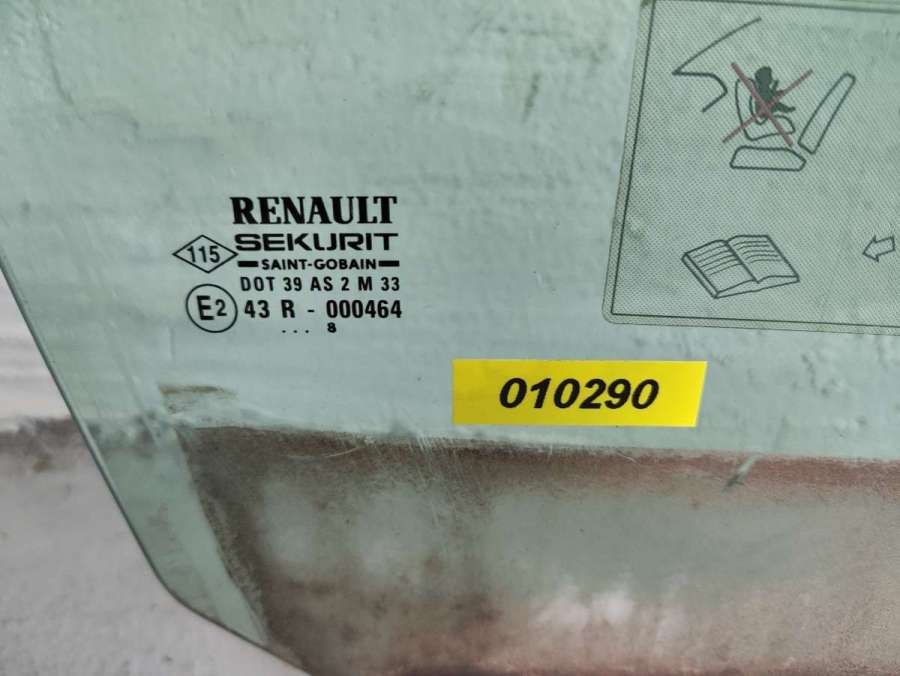 RENAULT
115
SEKURIT
SAINT-GOBAIN
DOT 39 AS 2 M 33
E2 43 R - 000464
... 8
010290